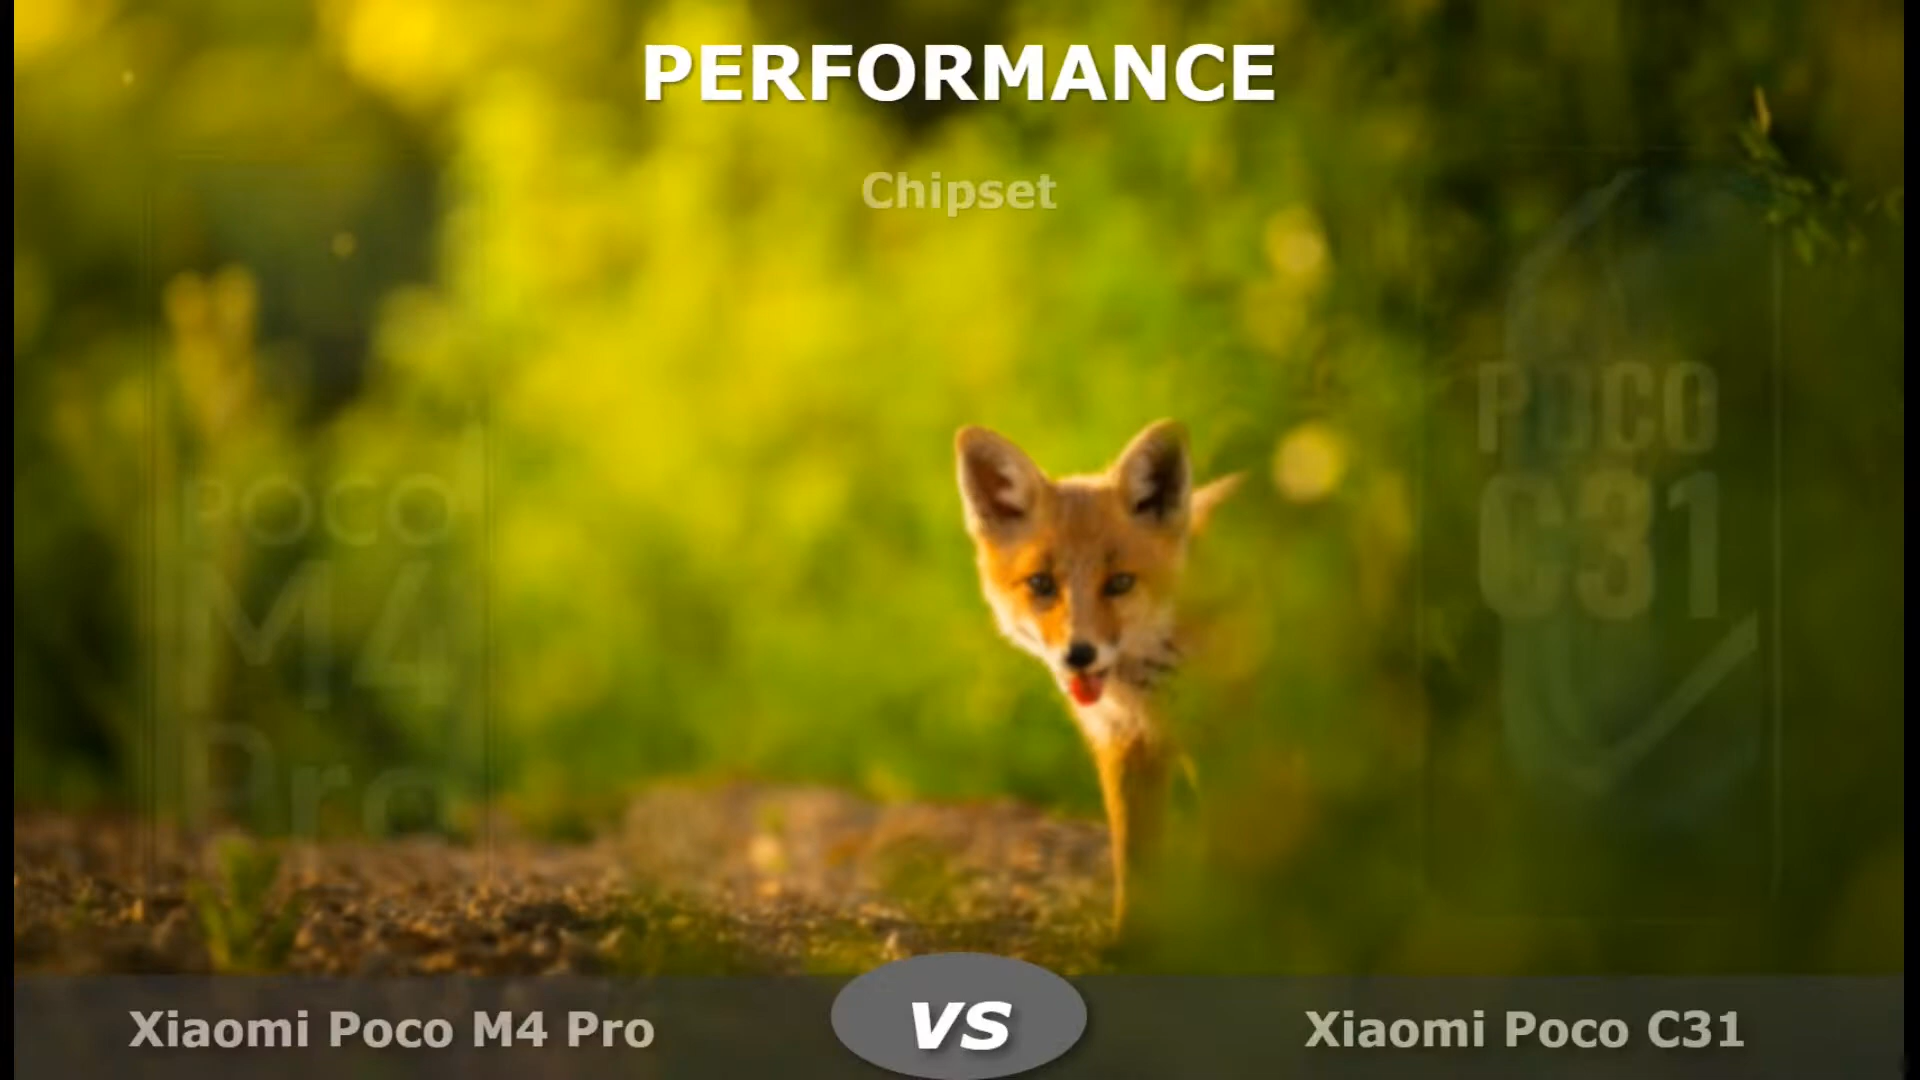 PERFORMANCE
Chipset
POCO
M4
Pro
POCO
C31
Xiaomi Poco M4 Pro
vs
Xiaomi Poco C31